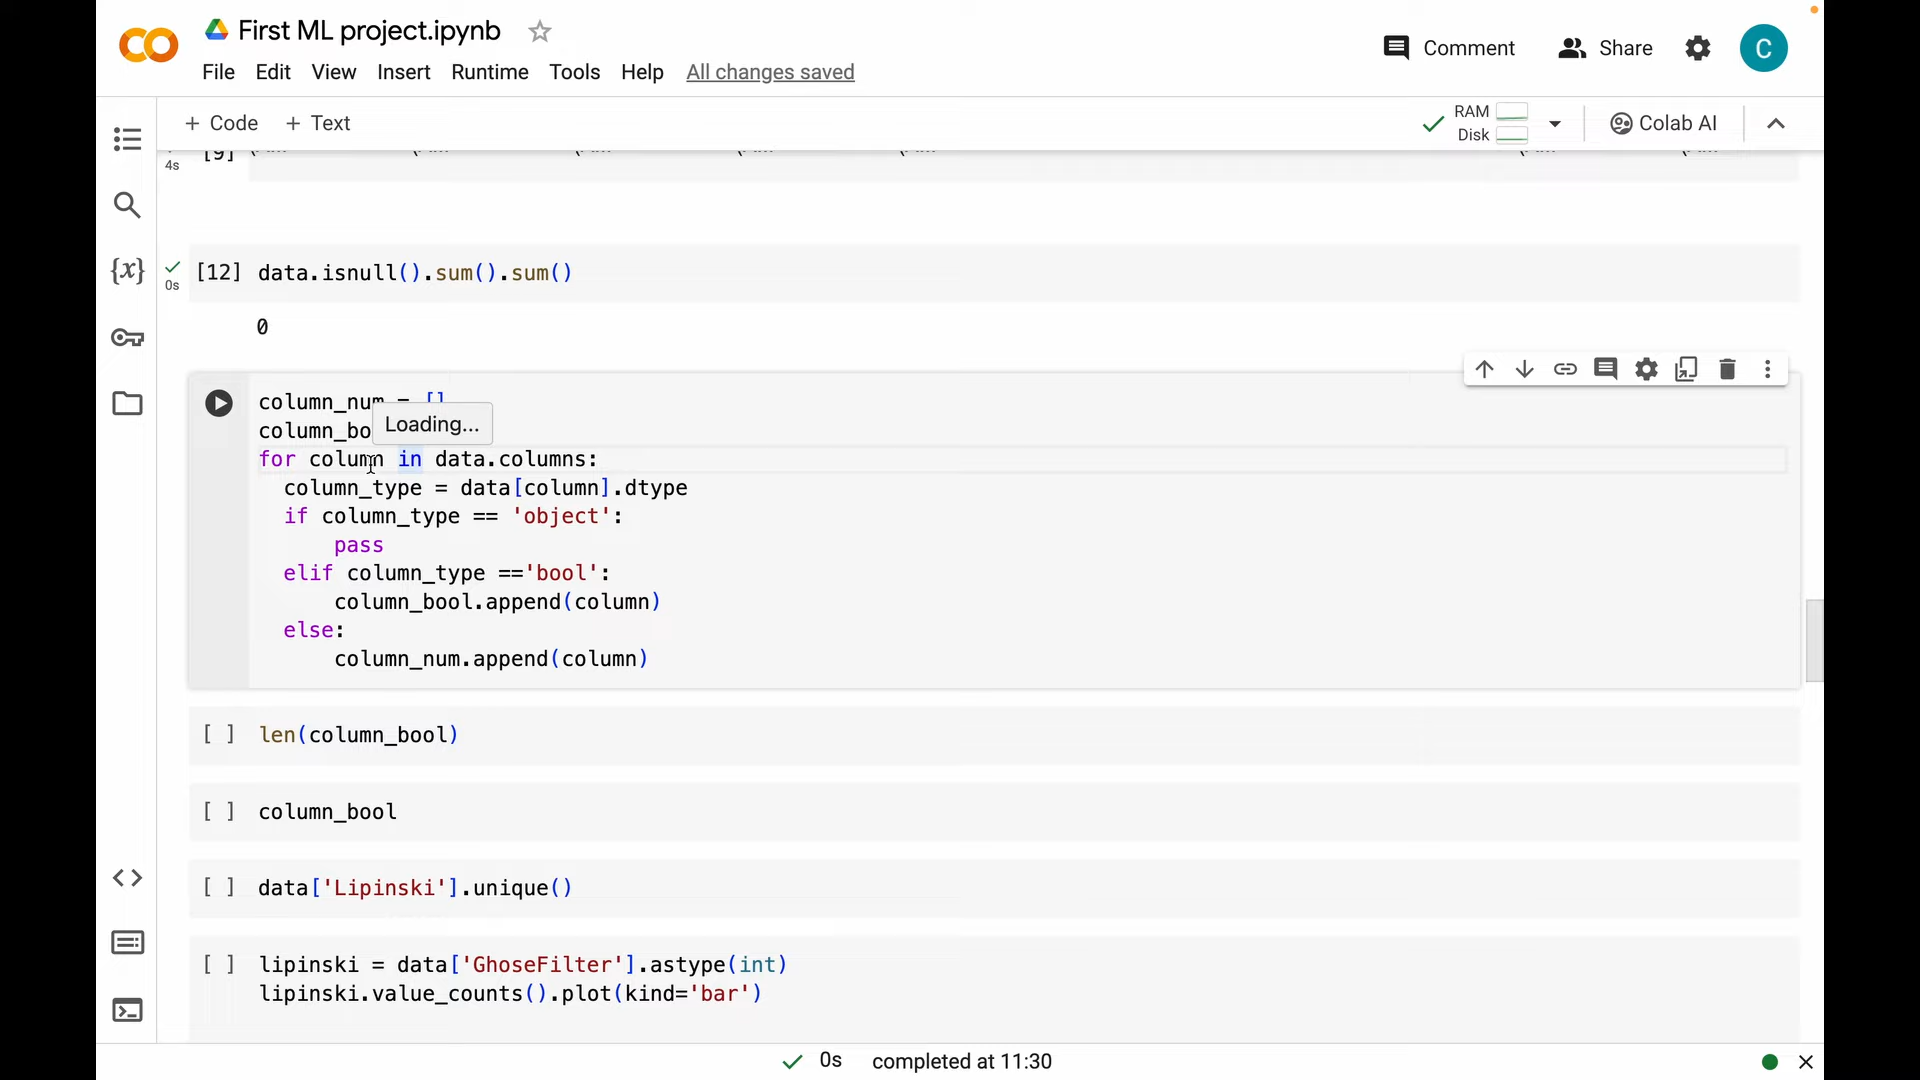 First ML project.ipynb
Comment
Share
C
File Edit View Insert Runtime Tools Help All changes saved
+ Code + Text
RAM
Disk
Colab AI
4s
[9]
{x}
0s
[12] data.isnull().sum().sum()
0
column_num = []
column_bo
Loading...
for column in data.columns:
column_type = data[column].dtype
if column_type == 'object':
pass
elif column_type =='bool':
column_bool.append(column)
else:
column_num.append(column)
[ ] len(column_bool)
[ ] column_bool
[ ] data['Lipinski'].unique()
[ ] lipinski = data['GhoseFilter'].astype(int)
lipinski.value_counts().plot(kind='bar')
0s completed at 11:30